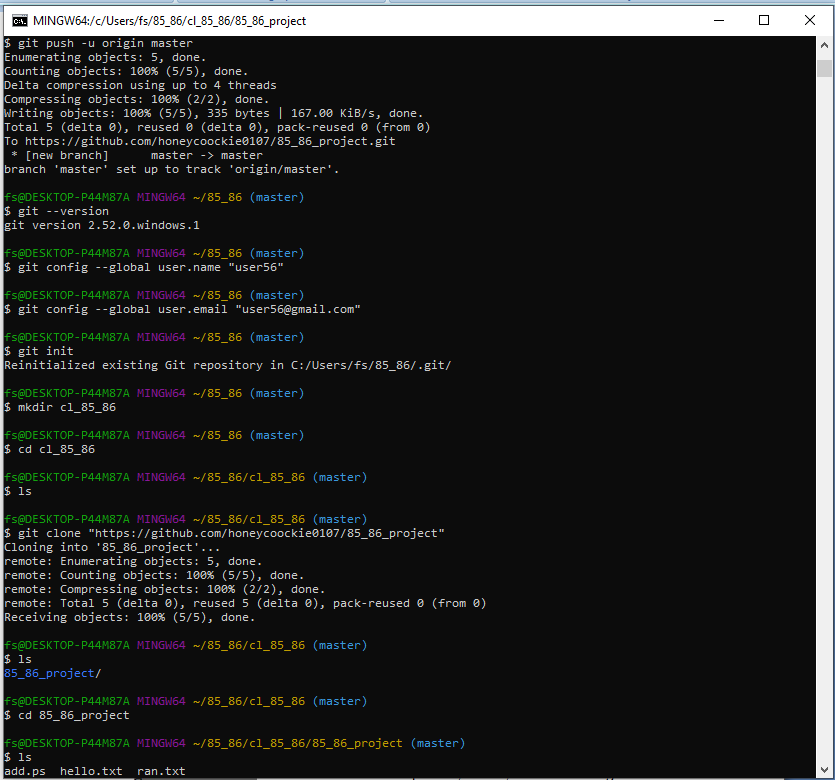 MINGW64:/c/Users/fs/85_86/cl_85_86/85_86_project
$ git push -u origin master
Enumerating objects: 5, done.
Counting objects: 100% (5/5), done.
Delta compression using up to 4 threads
Compressing objects: 100% (2/2), done.
Writing objects: 100% (5/5), 335 bytes | 167.00 KiB/s, done.
Total 5 (delta 0), reused 0 (delta 0), pack-reused 0 (from 0)
To https://github.com/honeycoockie0107/85_86_project.git
 * [new branch]      master -> master
branch 'master' set up to track 'origin/master'.

fs@DESKTOP-P44M87A MINGW64 ~/85_86 (master)
$ git --version
git version 2.52.0.windows.1

fs@DESKTOP-P44M87A MINGW64 ~/85_86 (master)
$ git config --global user.name "user56"

fs@DESKTOP-P44M87A MINGW64 ~/85_86 (master)
$ git config --global user.email "user56@gmail.com"

fs@DESKTOP-P44M87A MINGW64 ~/85_86 (master)
$ git init
Reinitialized existing Git repository in C:/Users/fs/85_86/.git/

fs@DESKTOP-P44M87A MINGW64 ~/85_86 (master)
$ mkdir cl_85_86

fs@DESKTOP-P44M87A MINGW64 ~/85_86 (master)
$ cd cl_85_86

fs@DESKTOP-P44M87A MINGW64 ~/85_86/cl_85_86 (master)
$ ls

fs@DESKTOP-P44M87A MINGW64 ~/85_86/cl_85_86 (master)
$ git clone "https://github.com/honeycoockie0107/85_86_project"
Cloning into '85_86_project'...
remote: Enumerating objects: 5, done.
remote: Counting objects: 100% (5/5), done.
remote: Compressing objects: 100% (2/2), done.
remote: Total 5 (delta 0), reused 5 (delta 0), pack-reused 0 (from 0)
Receiving objects: 100% (5/5), done.

fs@DESKTOP-P44M87A MINGW64 ~/85_86/cl_85_86 (master)
$ ls
85_86_project/

fs@DESKTOP-P44M87A MINGW64 ~/85_86/cl_85_86 (master)
$ cd 85_86_project

fs@DESKTOP-P44M87A MINGW64 ~/85_86/cl_85_86/85_86_project (master)
$ ls
add.ps  hello.txt  ran.txt